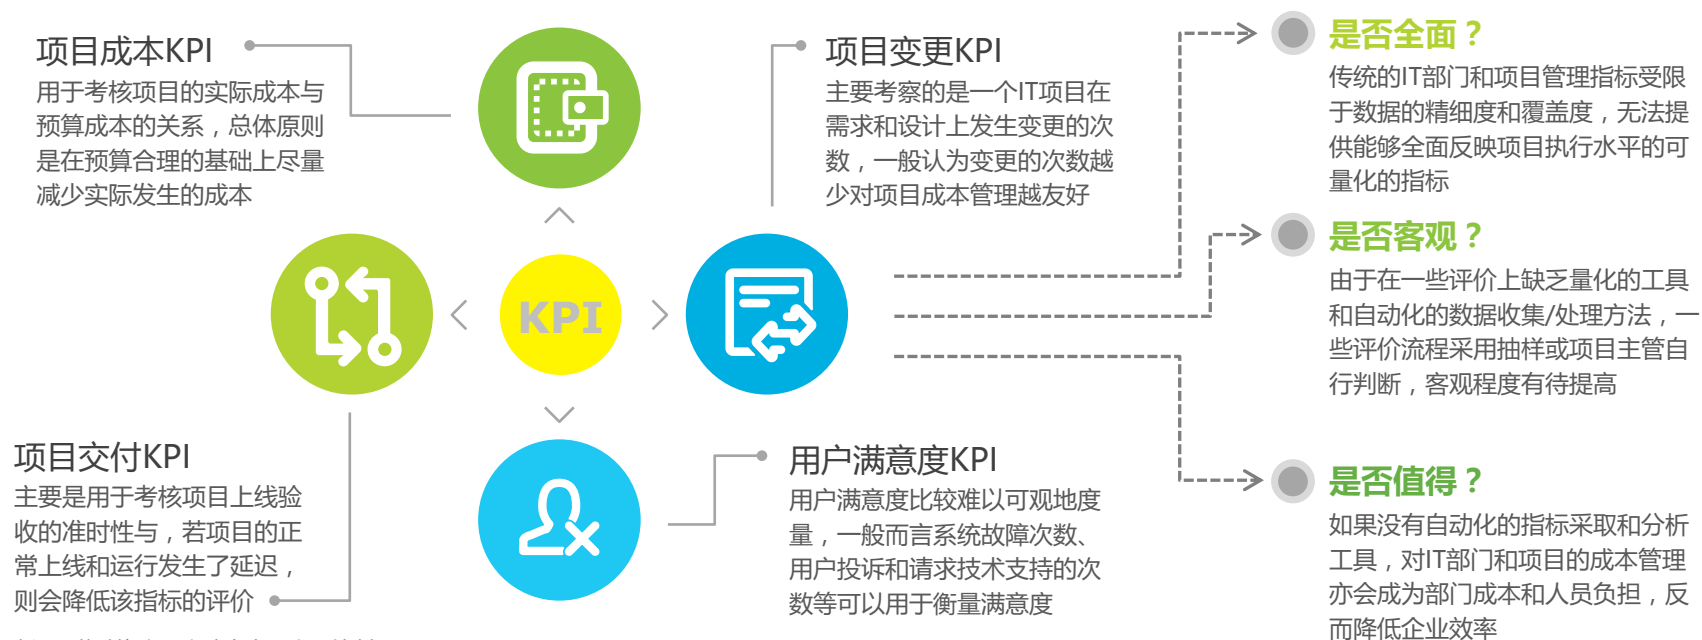 项目成本KPI
用于考核项目的实际成本与
预算成本的关系，总体原则
是在预算合理的基础上尽量
减少实际发生的成本
项目变更KPI
主要考察的是一个IT项目在
需求和设计上发生变更的次
数，一般认为变更的次数越
少对项目成本管理越友好
KPI
项目交付KPI
主要是用于考核项目上线验
收的准时性与，若项目的正
常上线和运行发生了延迟，
则会降低该指标的评价
用户满意度KPI
用户满意度比较难以可观地度
量，一般而言系统故障次数、
用户投诉和请求技术支持的次
数等可以用于衡量满意度
是否全面？
传统的IT部门和项目管理指标受限
于数据的精细度和覆盖度，无法提
供能够全面反映项目执行水平的可
量化的指标
是否客观？
由于在一些评价上缺乏量化的工具
和自动化的数据收集/处理方法，一
些评价流程采用抽样或项目主管自
行判断，客观程度有待提高
是否值得？
如果没有自动化的指标采取和分析
工具，对IT部门和项目的成本管理
亦会成为部门成本和人员负担，反
而降低企业效率